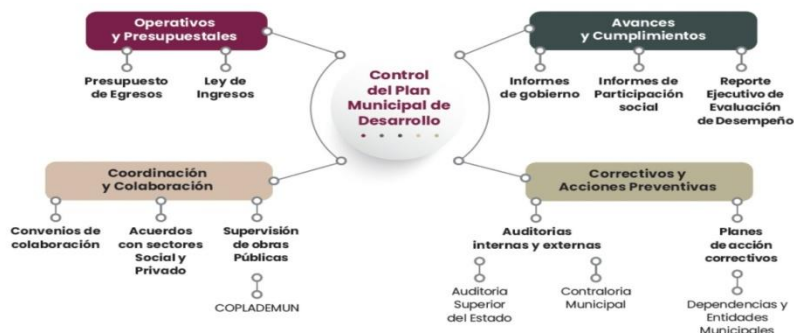 Operativos
y Presupuestales
Presupuesto
de Egresos
Ley de
Ingresos
Control
del Plan
Municipal de
Desarrollo
Avances
y Cumplimientos
Informes
de gobierno
Informes de
Participación
social
Reporte
Ejecutivo de
Evaluación
de Desempeño
Coordinación
y Colaboración
Convenios de
colaboración
Acuerdos
con sectores
Social y
Privado
Supervisión
de obras
Públicas
COPLADEMUN
Correctivos y
Acciones Preventivas
Auditorias
internas y externas
Auditoria
Superior
del Estado
Contraloria
Municipal
Planes
de acción
correctivos
Dependencias y
Entidades
Municipales